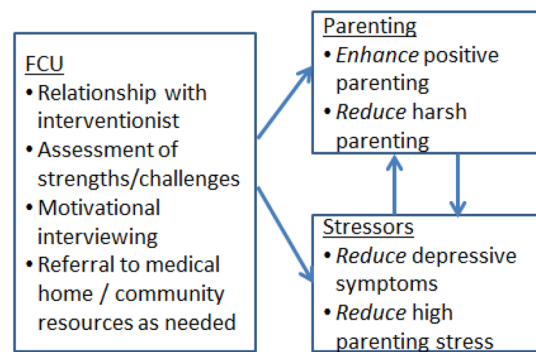 FCU
• Relationship with
interventionist
• Assessment of
strengths/challenges
• Motivational
interviewing
• Referral to medical
home / community
resources as needed
Parenting
• Enhance positive
parenting
• Reduce harsh
parenting
Stressors
• Reduce depressive
symptoms
• Reduce high
parenting stress